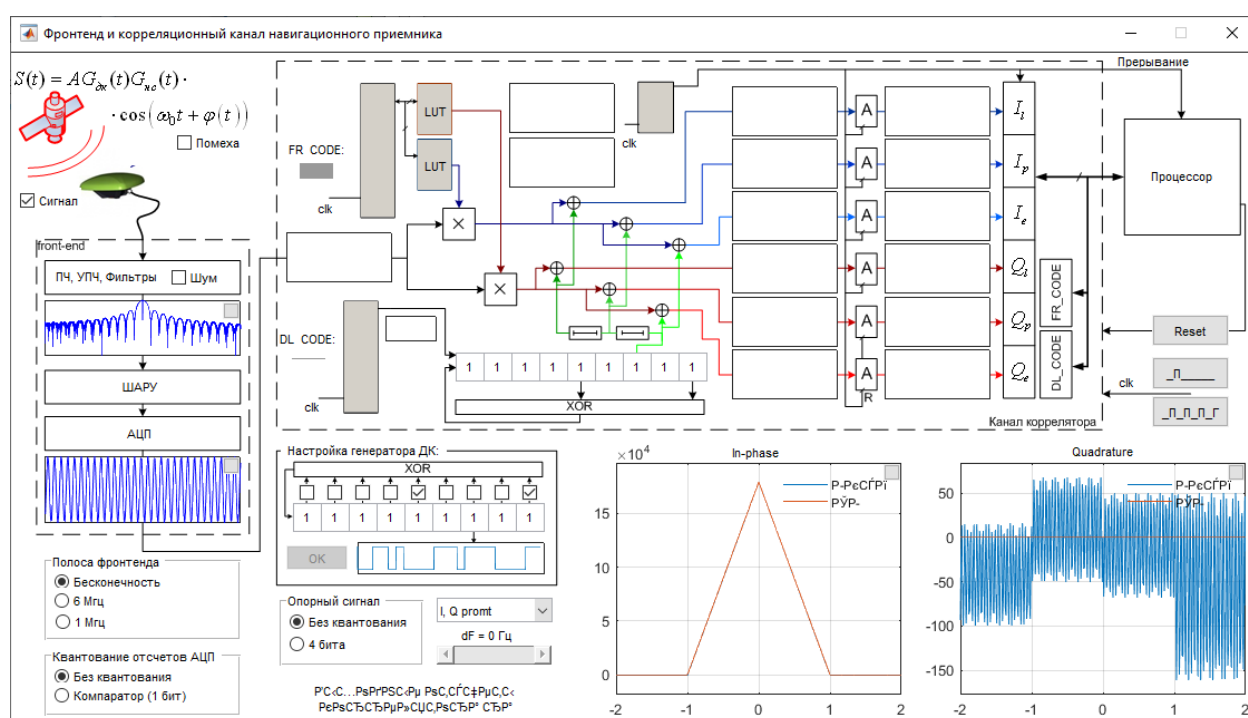 Фронтенд и корреляционный канал навигационного приемника
S(t) = AG_дк(t)G_нс(t) ·
· cos(ω₀t + φ(t))
Помеха
Сигнал
front-end
ПЧ, УПЧ, Фильтры
Шум
ШАРУ
АЦП
Полоса фронтенда
Бесконечность
6 Мгц
1 Мгц
Квантование отсчетов АЦП
Без квантования
Компаратор (1 бит)
FR CODE:
clk
LUT
LUT
clk
×
×
DL CODE:
clk
1 1 1 1 1 1 1 1 1
XOR
A
A
A
A
A
A
R
I_l
I_p
I_e
Q_l
Q_p
Q_e
FR_CODE
DL_CODE
Канал коррелятора
Прерывание
Процессор
Reset
clk
_П_____
_П_П_П_Г
Настройка генератора ДК:
XOR
1 1 1 1 1 1 1 1 1
OK
Опорный сигнал
Без квантования
4 бита
I, Q promt
dF = 0 Гц
In-phase
×10⁴
15
10
5
0
-2 -1 0 1 2
Quadrature
50
0
-50
-100
-150
-2 -1 0 1 2